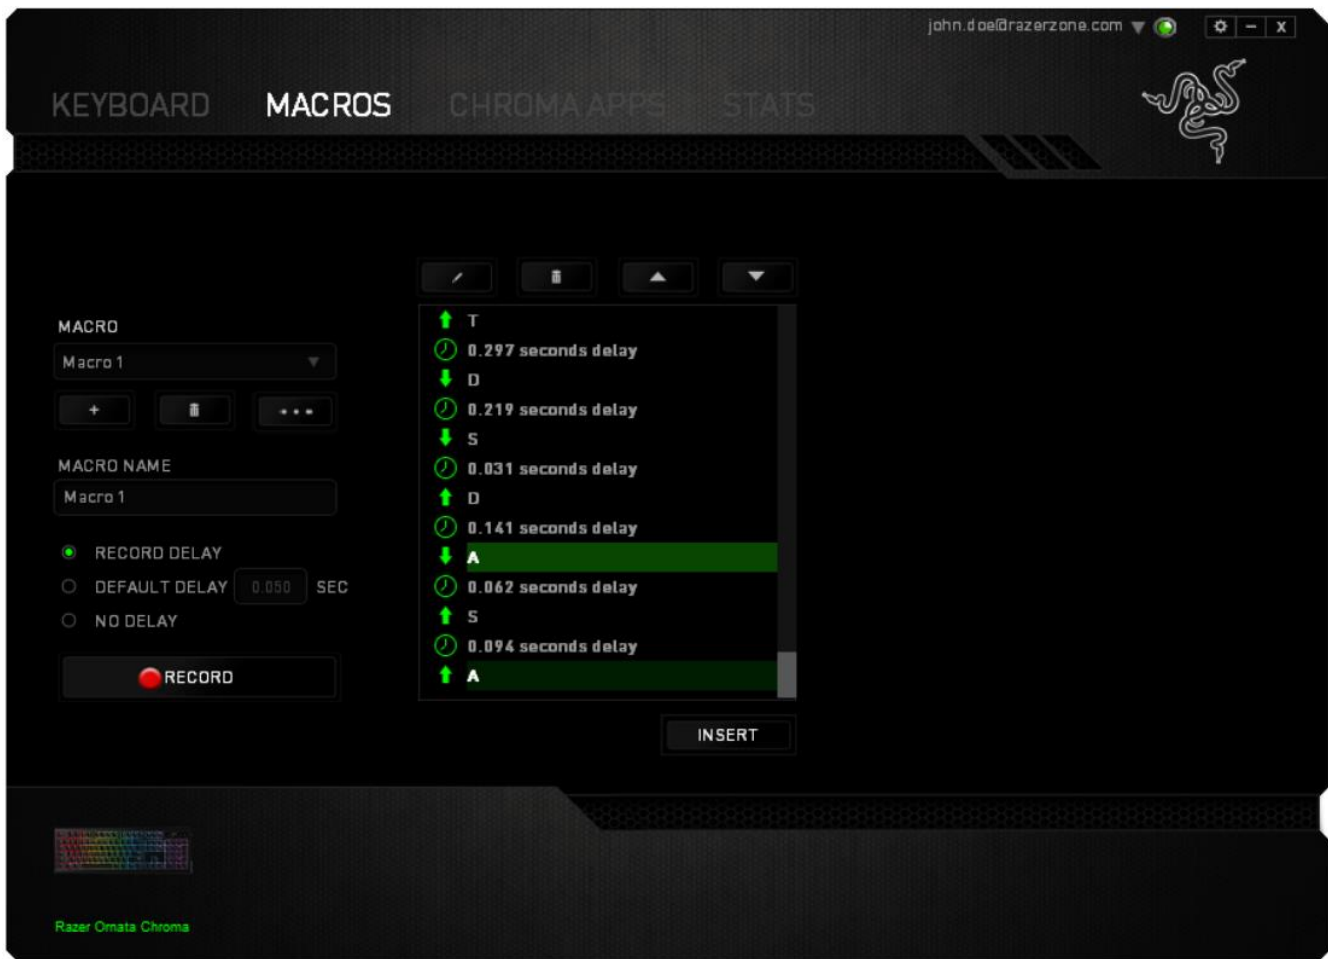 john.doe@razerzone.com
X
KEYBOARD MACROS CHROMA APPS STATS
MACRO
Macro 1
MACRO NAME
Macro 1
RECORD DELAY
DEFAULT DELAY 0.050 SEC
NO DELAY
RECORD
T
0.297 seconds delay
D
0.219 seconds delay
S
0.031 seconds delay
D
0.141 seconds delay
A
0.062 seconds delay
S
0.094 seconds delay
A
INSERT
Razer Ornata Chroma